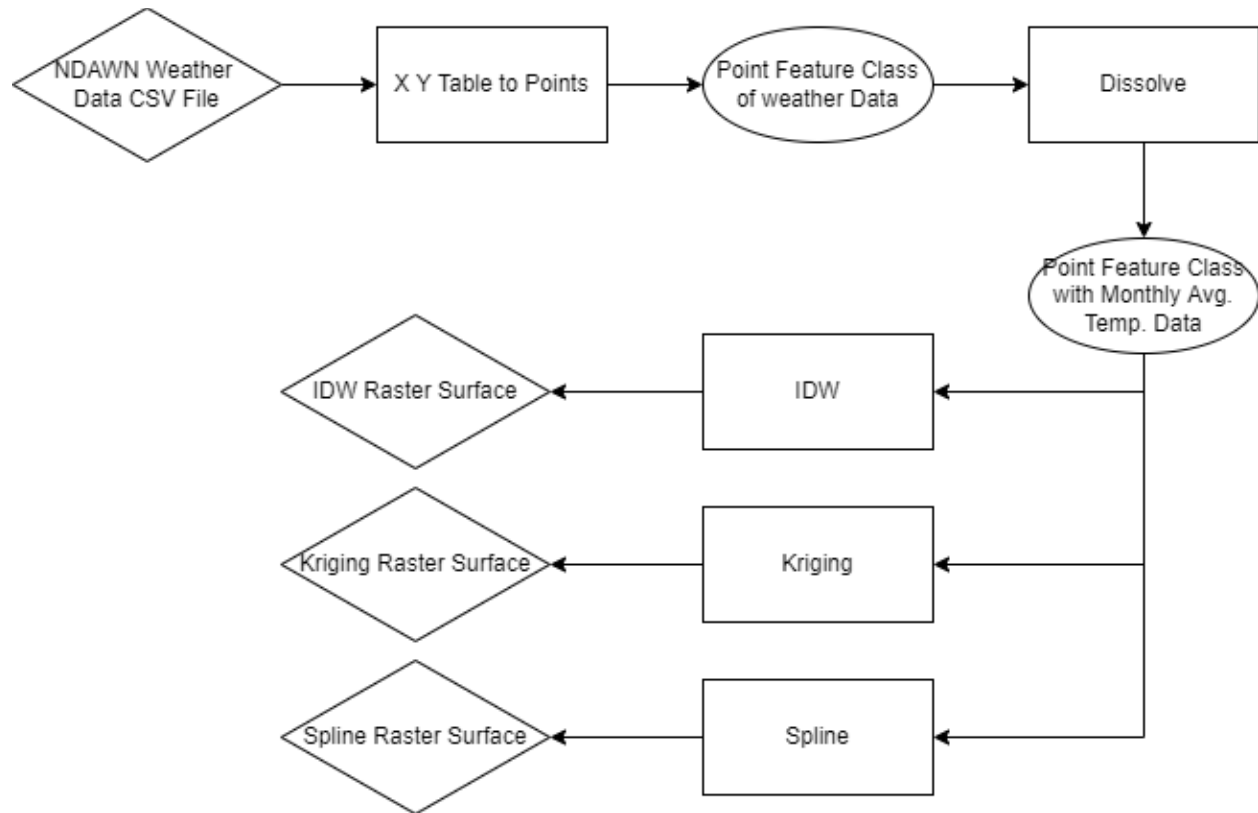 NDAWN Weather
Data CSV File
X Y Table to Points
Point Feature Class
of weather Data
Dissolve
Point Feature Class
with Monthly Avg.
Temp. Data
IDW Raster Surface
IDW
Kriging Raster Surface
Kriging
Spline Raster Surface
Spline